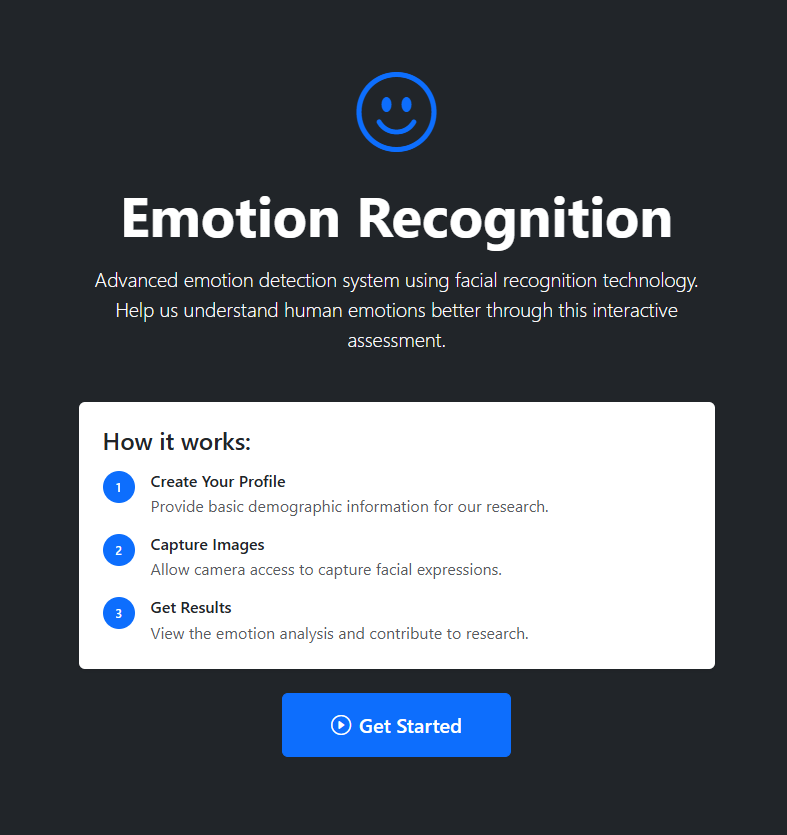 Emotion Recognition
Advanced emotion detection system using facial recognition technology.
Help us understand human emotions better through this interactive
assessment.
How it works:
1
Create Your Profile
Provide basic demographic information for our research.
2
Capture Images
Allow camera access to capture facial expressions.
3
Get Results
View the emotion analysis and contribute to research.
Get Started